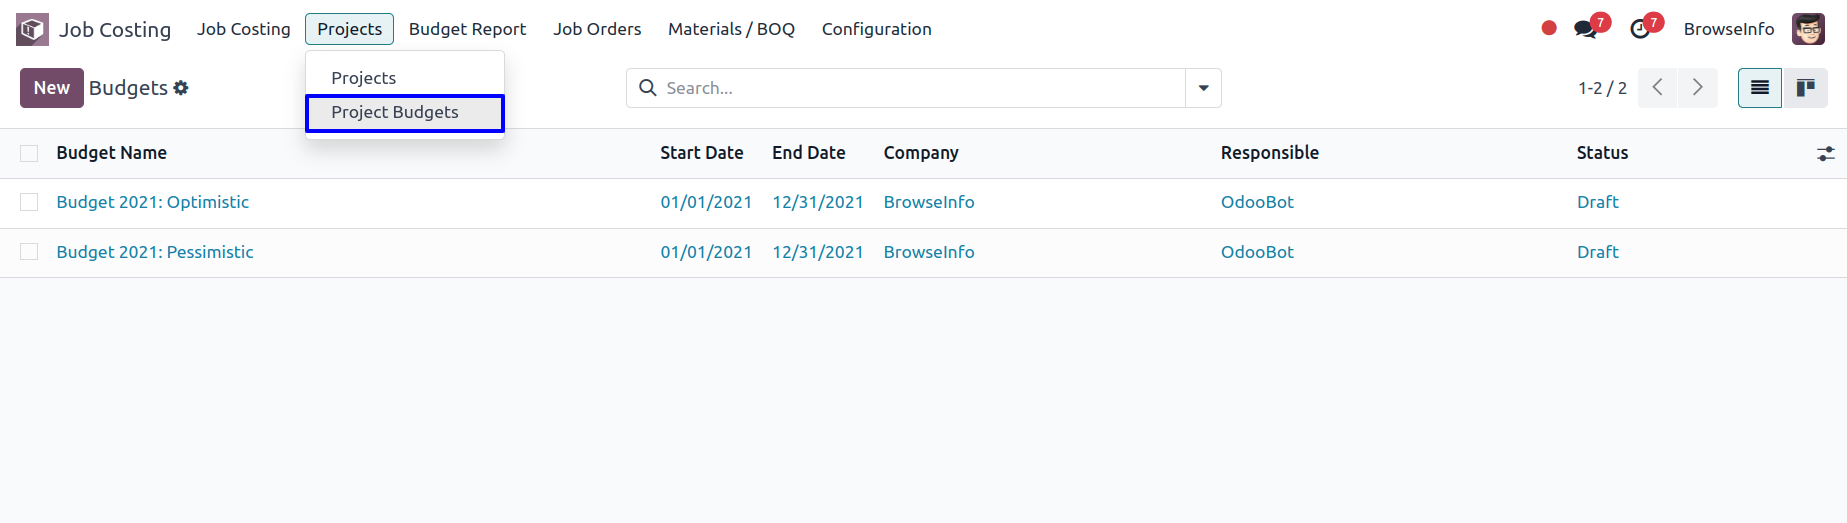 Job Costing Job Costing Projects Budget Report Job Orders Materials / BOQ Configuration 7 7 BrowseInfo
Projects
New Budgets Search... 1-2 / 2
Project Budgets
Budget Name Start Date End Date Company Responsible Status
Budget 2021: Optimistic 01/01/2021 12/31/2021 BrowseInfo OdooBot Draft
Budget 2021: Pessimistic 01/01/2021 12/31/2021 BrowseInfo OdooBot Draft